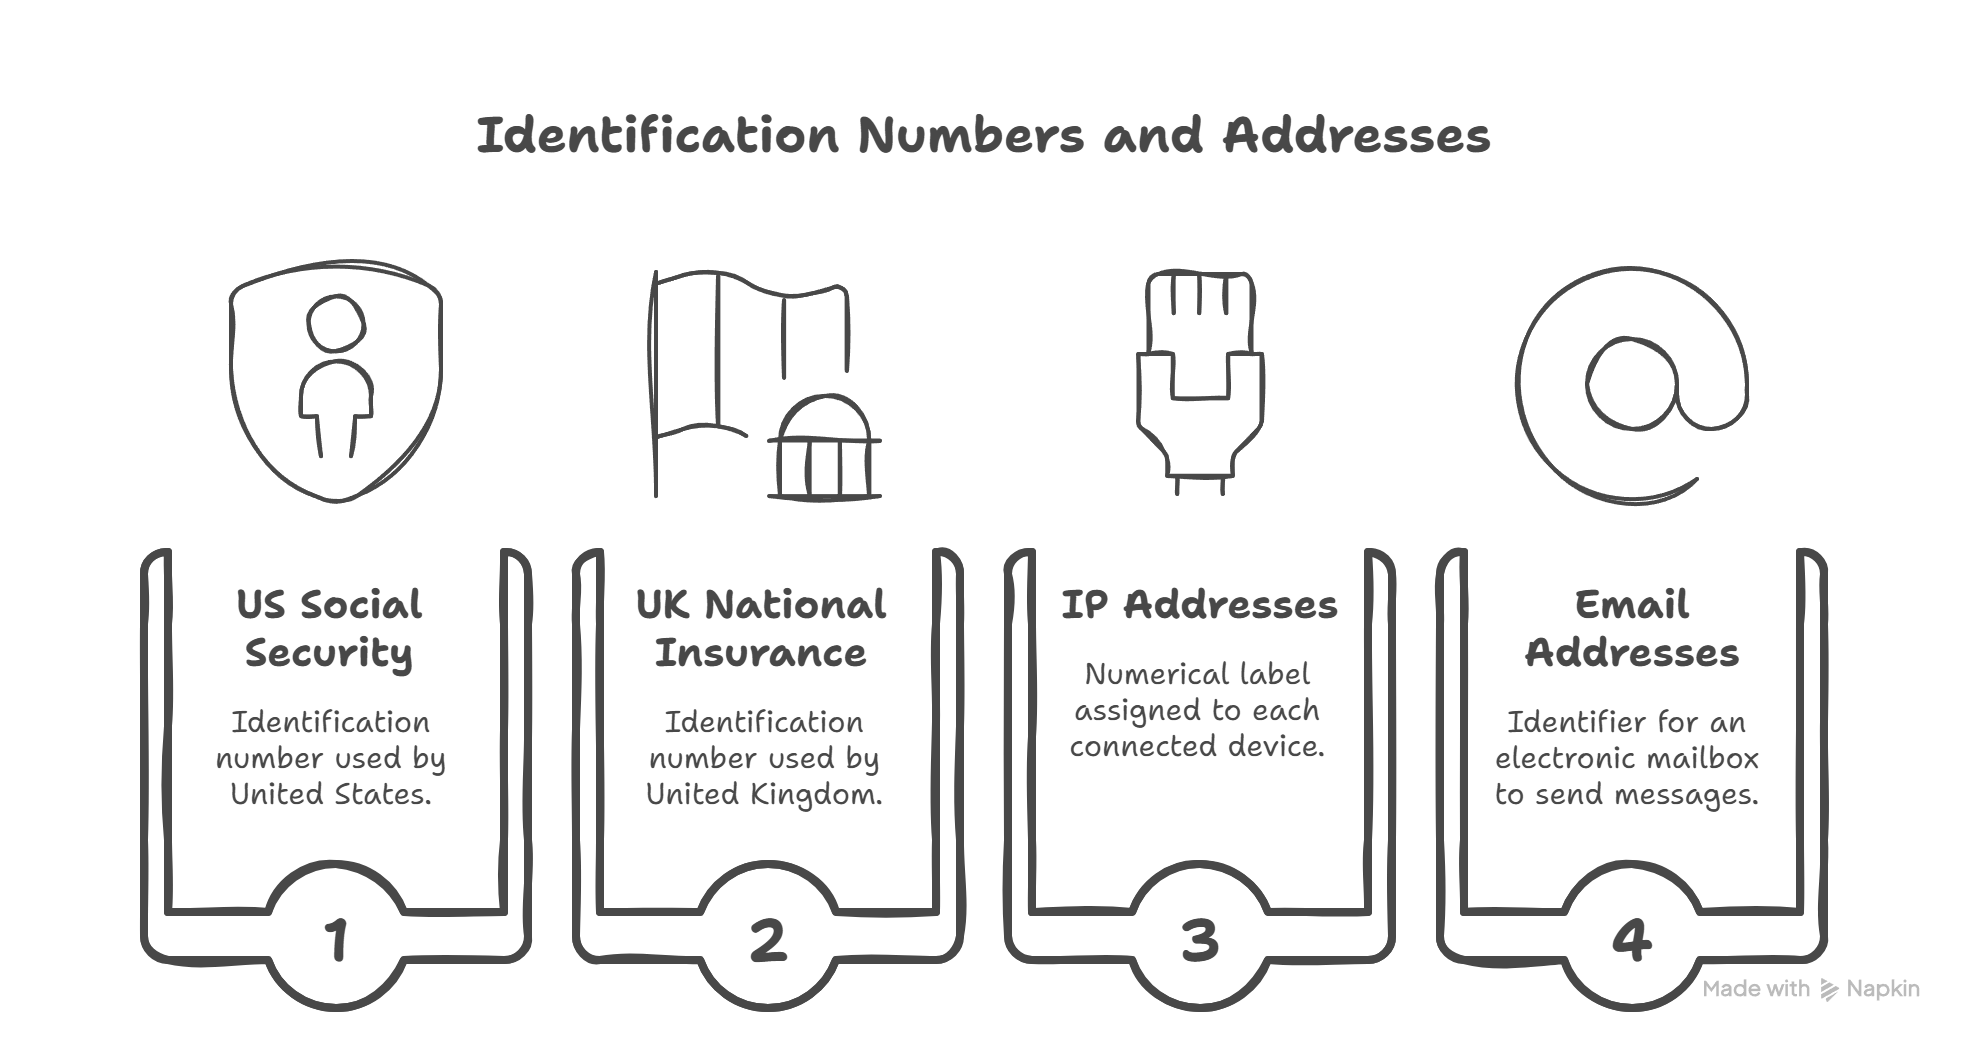 Identification Numbers and Addresses
US Social
Security
Identification
number used by
United States.
1
UK National
Insurance
Identification
number used by
United Kingdom.
2
IP Addresses
Numerical label
assigned to each
connected device.
3
Email
Addresses
Identifier for an
electronic mailbox
to send messages.
4
Made with Napkin